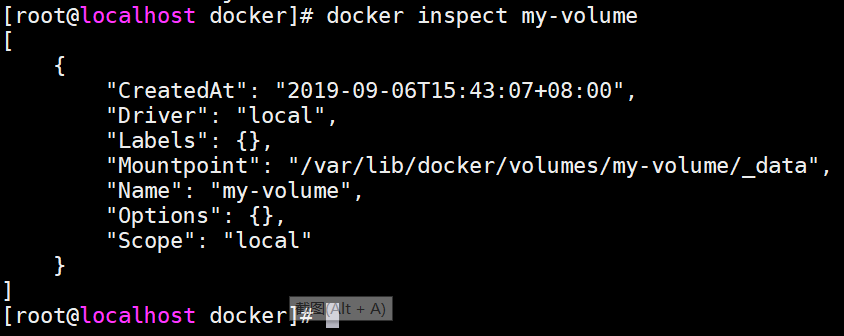 [root@localhost docker]# docker inspect my-volume
[
    {
        "CreatedAt": "2019-09-06T15:43:07+08:00",
        "Driver": "local",
        "Labels": {},
        "Mountpoint": "/var/lib/docker/volumes/my-volume/_data",
        "Name": "my-volume",
        "Options": {},
        "Scope": "local"
    }
]
[root@localhost docker]#
截图(Alt + A)